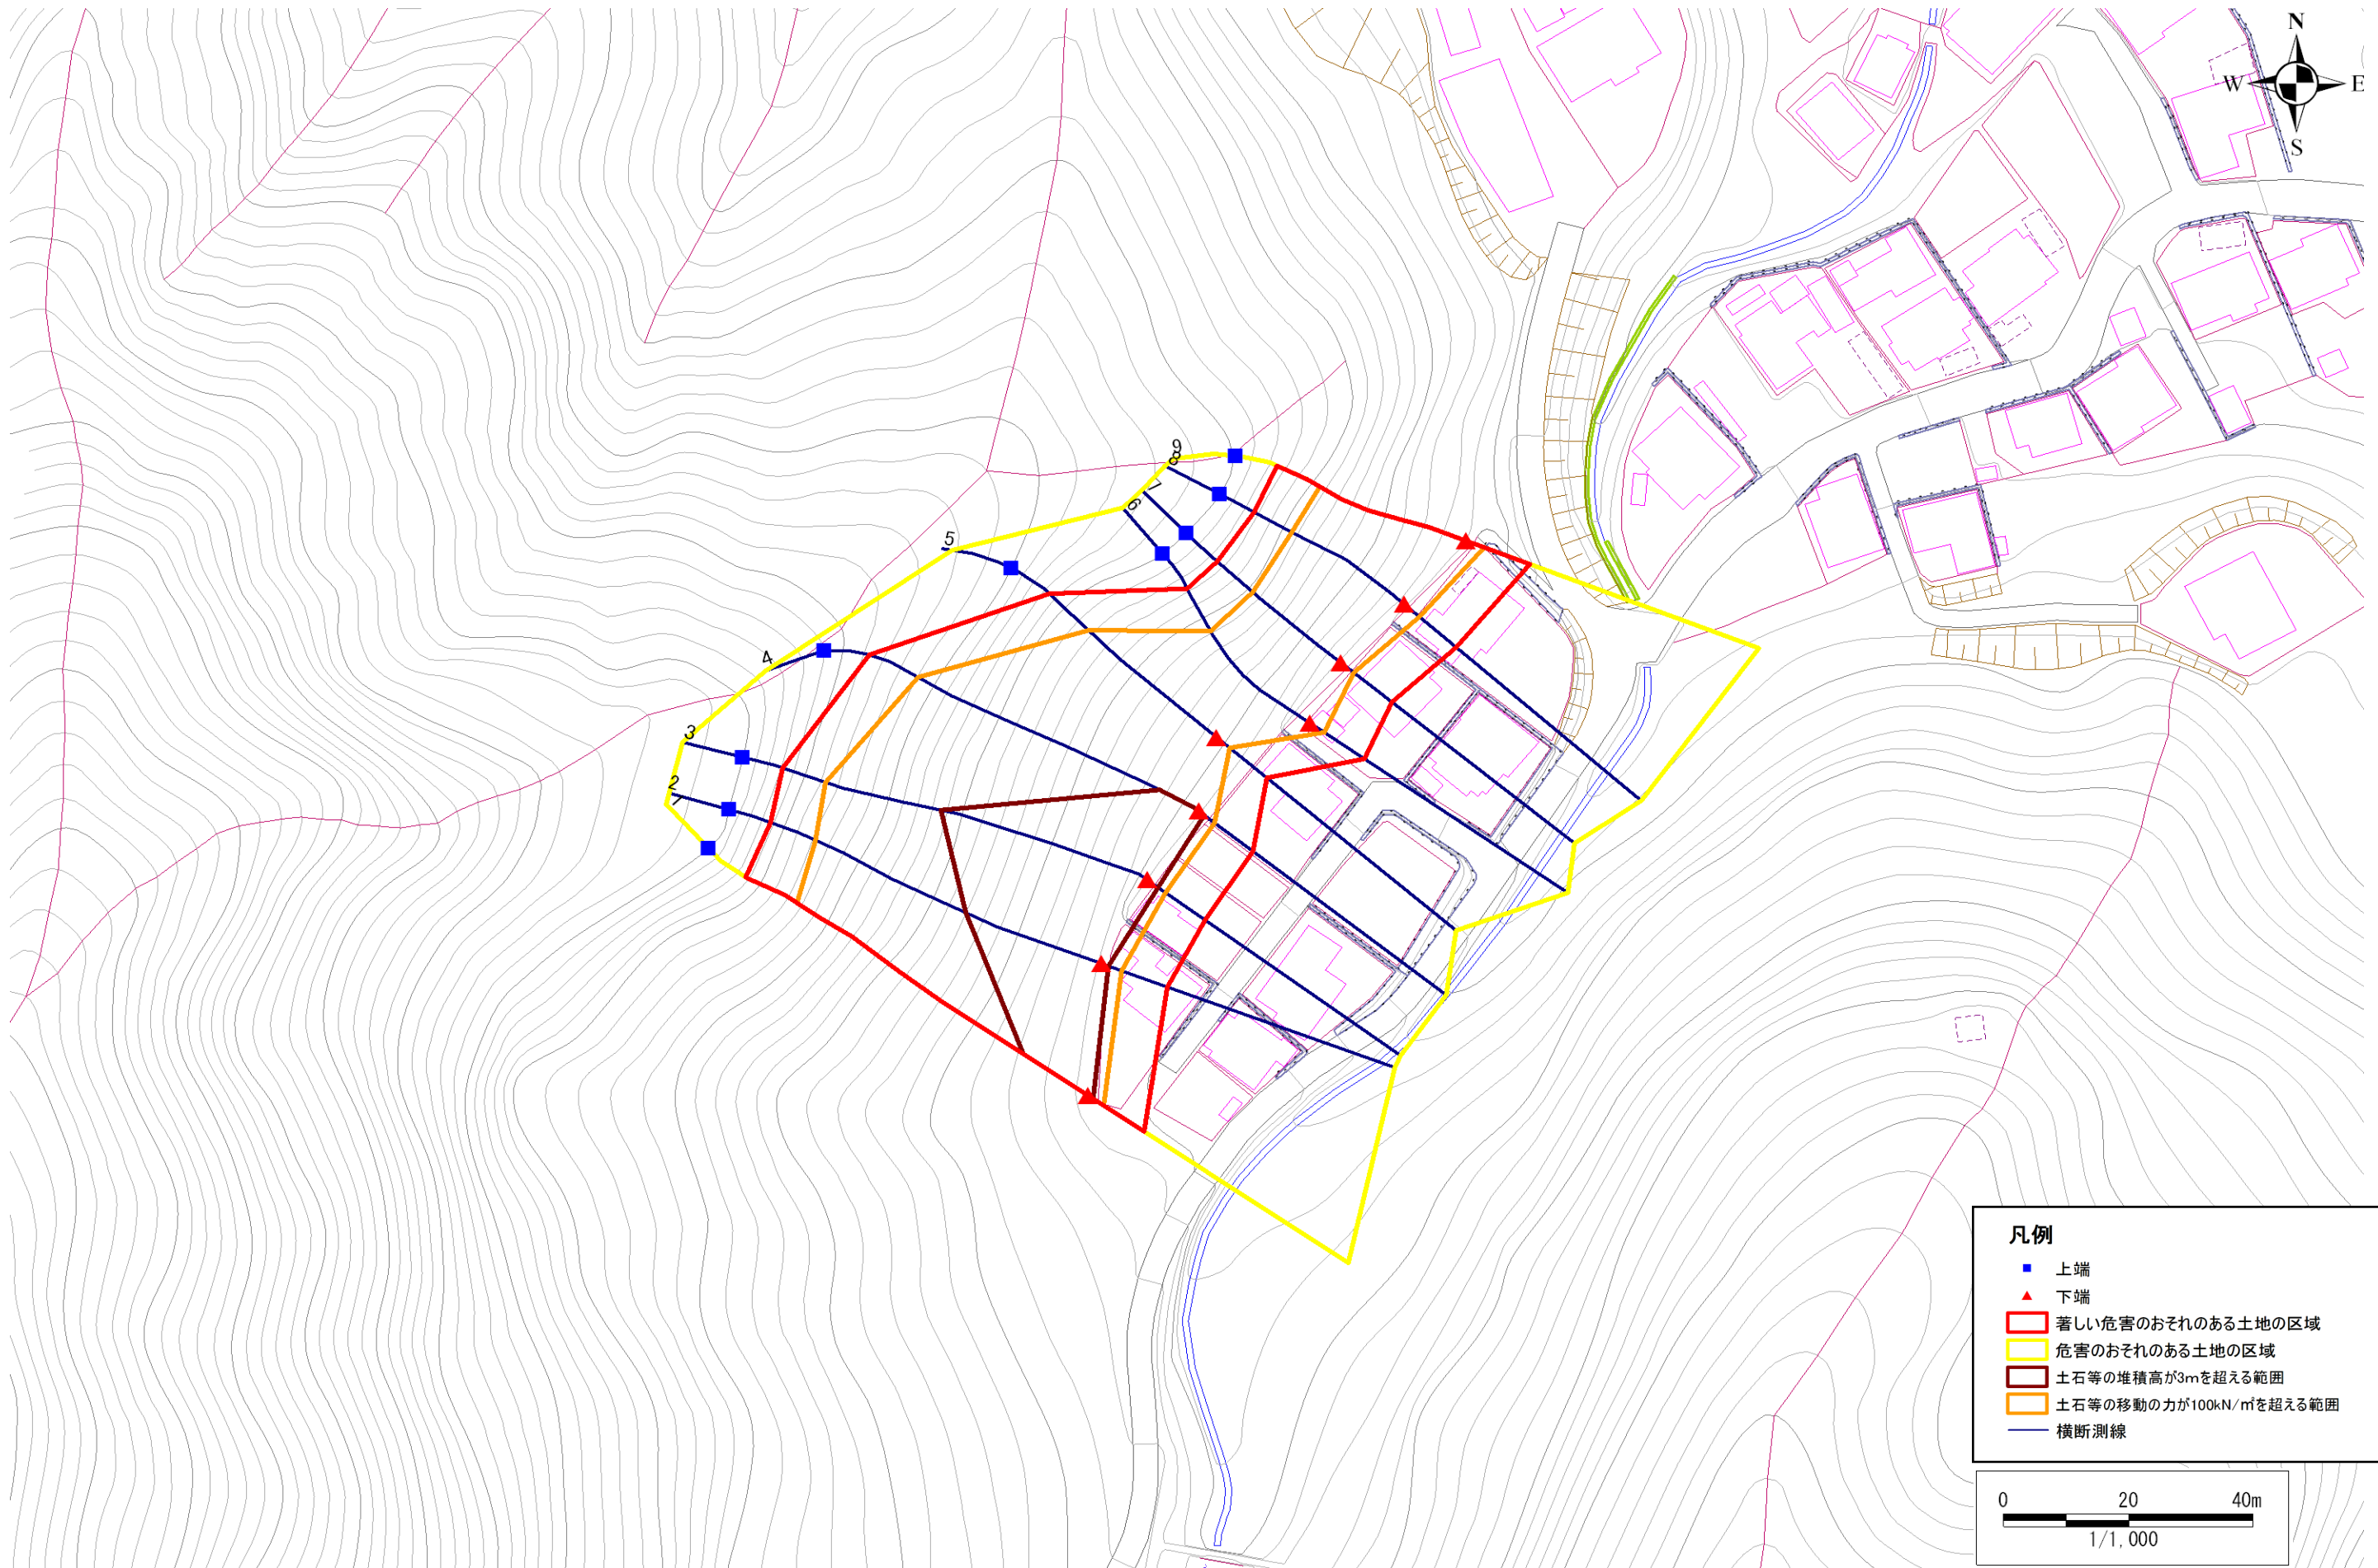 N
W E
S
9
8
7
6
5
4
3
2
1
凡例
上端
下端
著しい危害のおそれのある土地の区域
危害のおそれのある土地の区域
土石等の堆積高が3mを超える範囲
土石等の移動の力が100kN/㎡を超える範囲
横断測線
0 20 40m
1/1,000